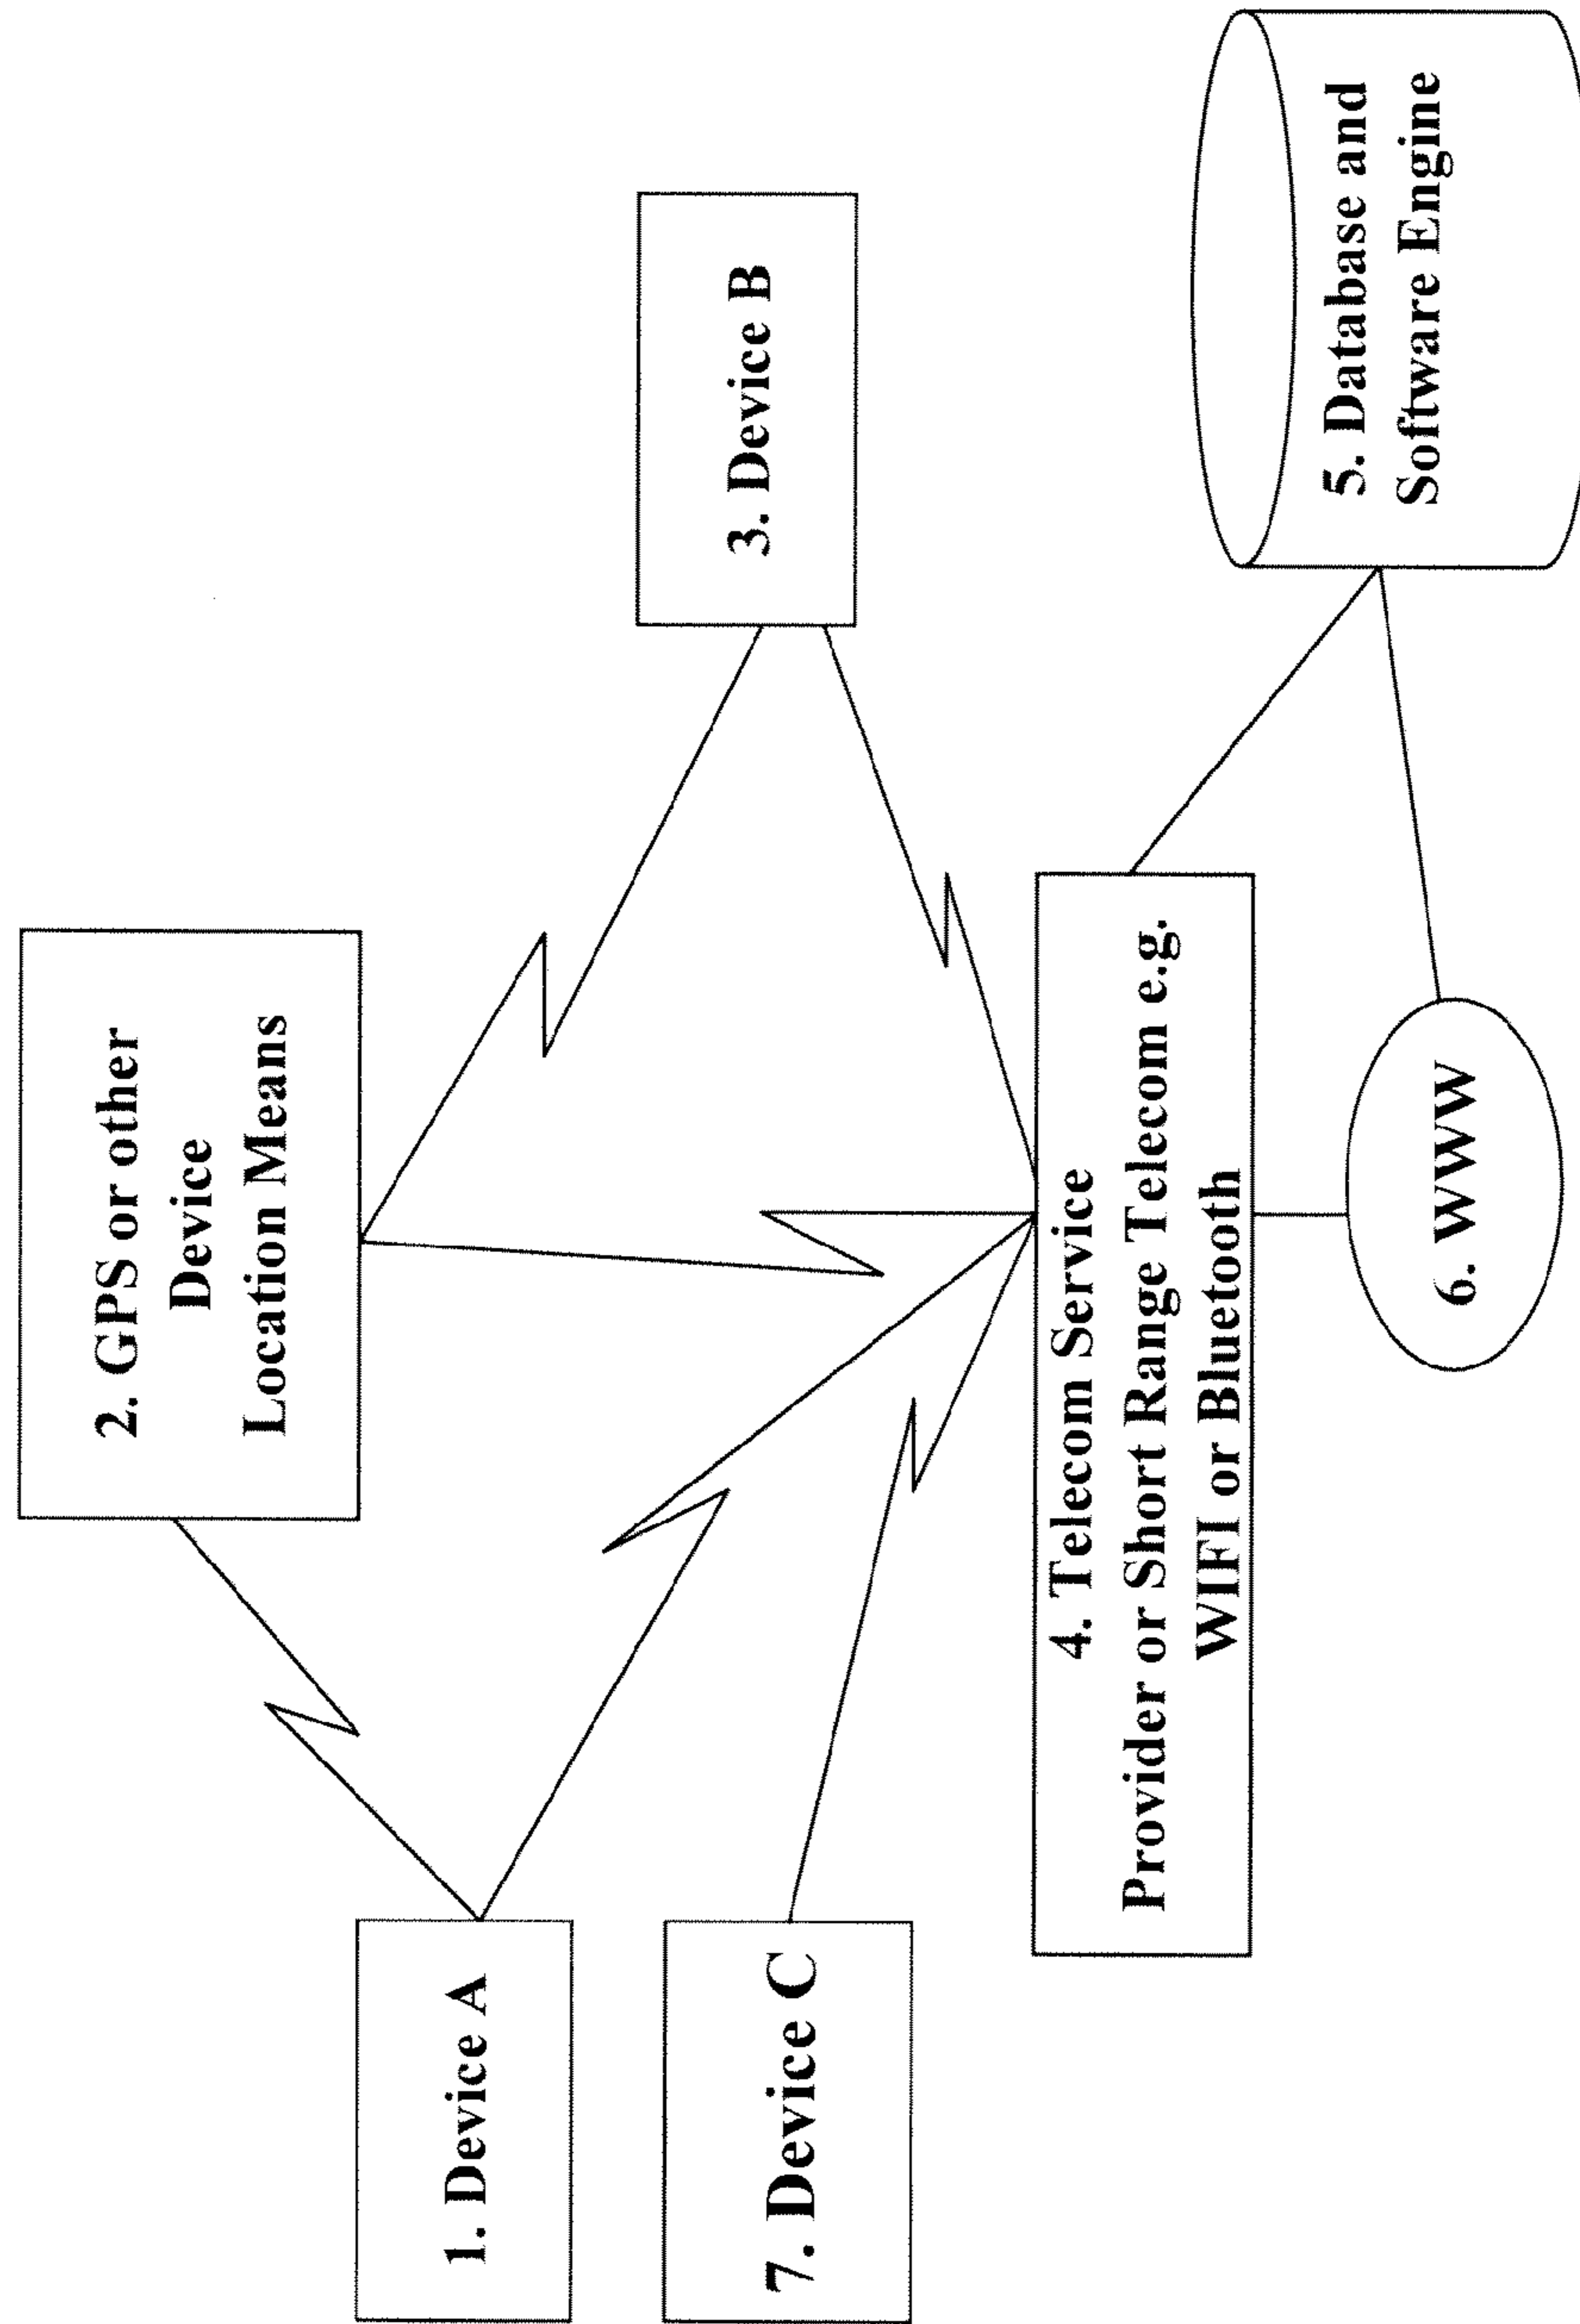 1. Device A
2. GPS or other
Device
Location Means
3. Device B
7. Device C
4. Telecom Service
Provider or Short Range Telecom e.g.
WIFI or Bluetooth
5. Database and
Software Engine
6. WWW